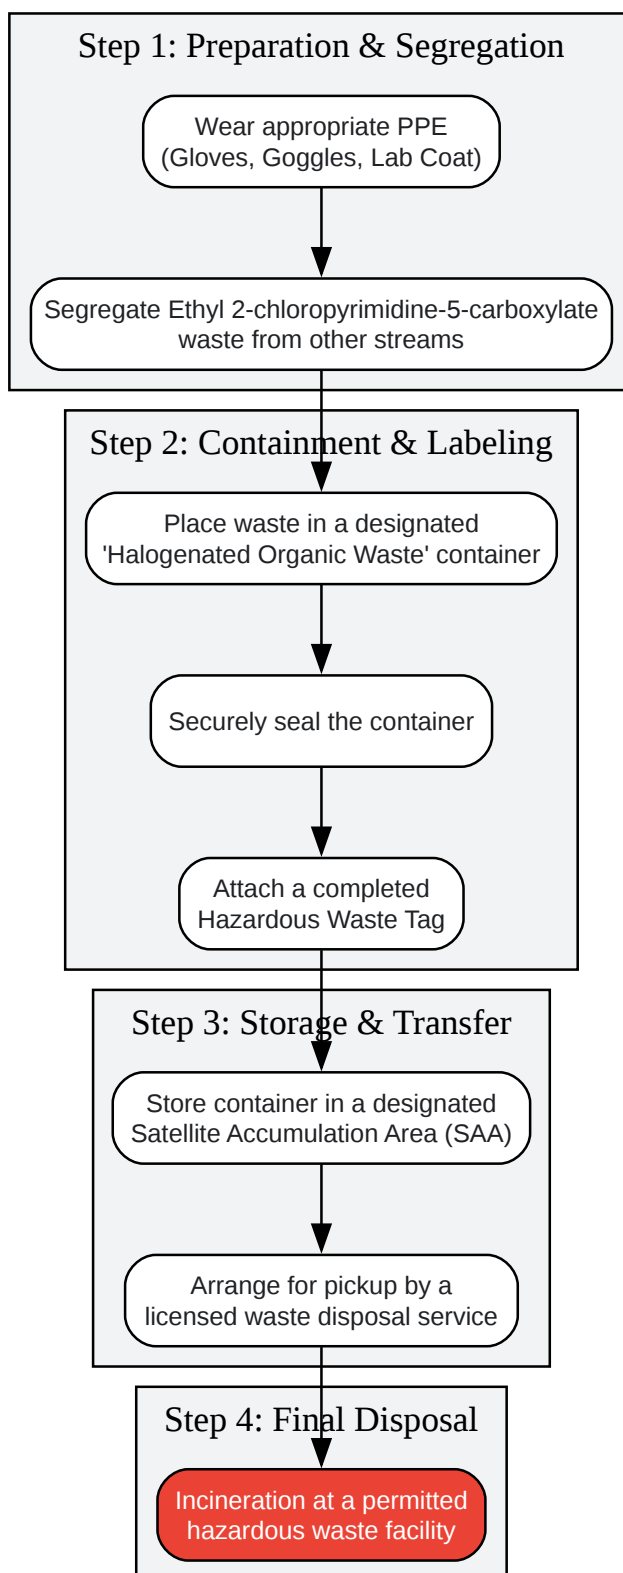 Step 1: Preparation & Segregation
Wear appropriate PPE
(Gloves, Goggles, Lab Coat)
Segregate Ethyl 2-chloropyrimidine-5-carboxylate
waste from other streams
Step 2: Containment & Labeling
Place waste in a designated
'Halogenated Organic Waste' container
Securely seal the container
Attach a completed
Hazardous Waste Tag
Step 3: Storage & Transfer
Store container in a designated
Satellite Accumulation Area (SAA)
Arrange for pickup by a
licensed waste disposal service
Step 4: Final Disposal
Incineration at a permitted
hazardous waste facility